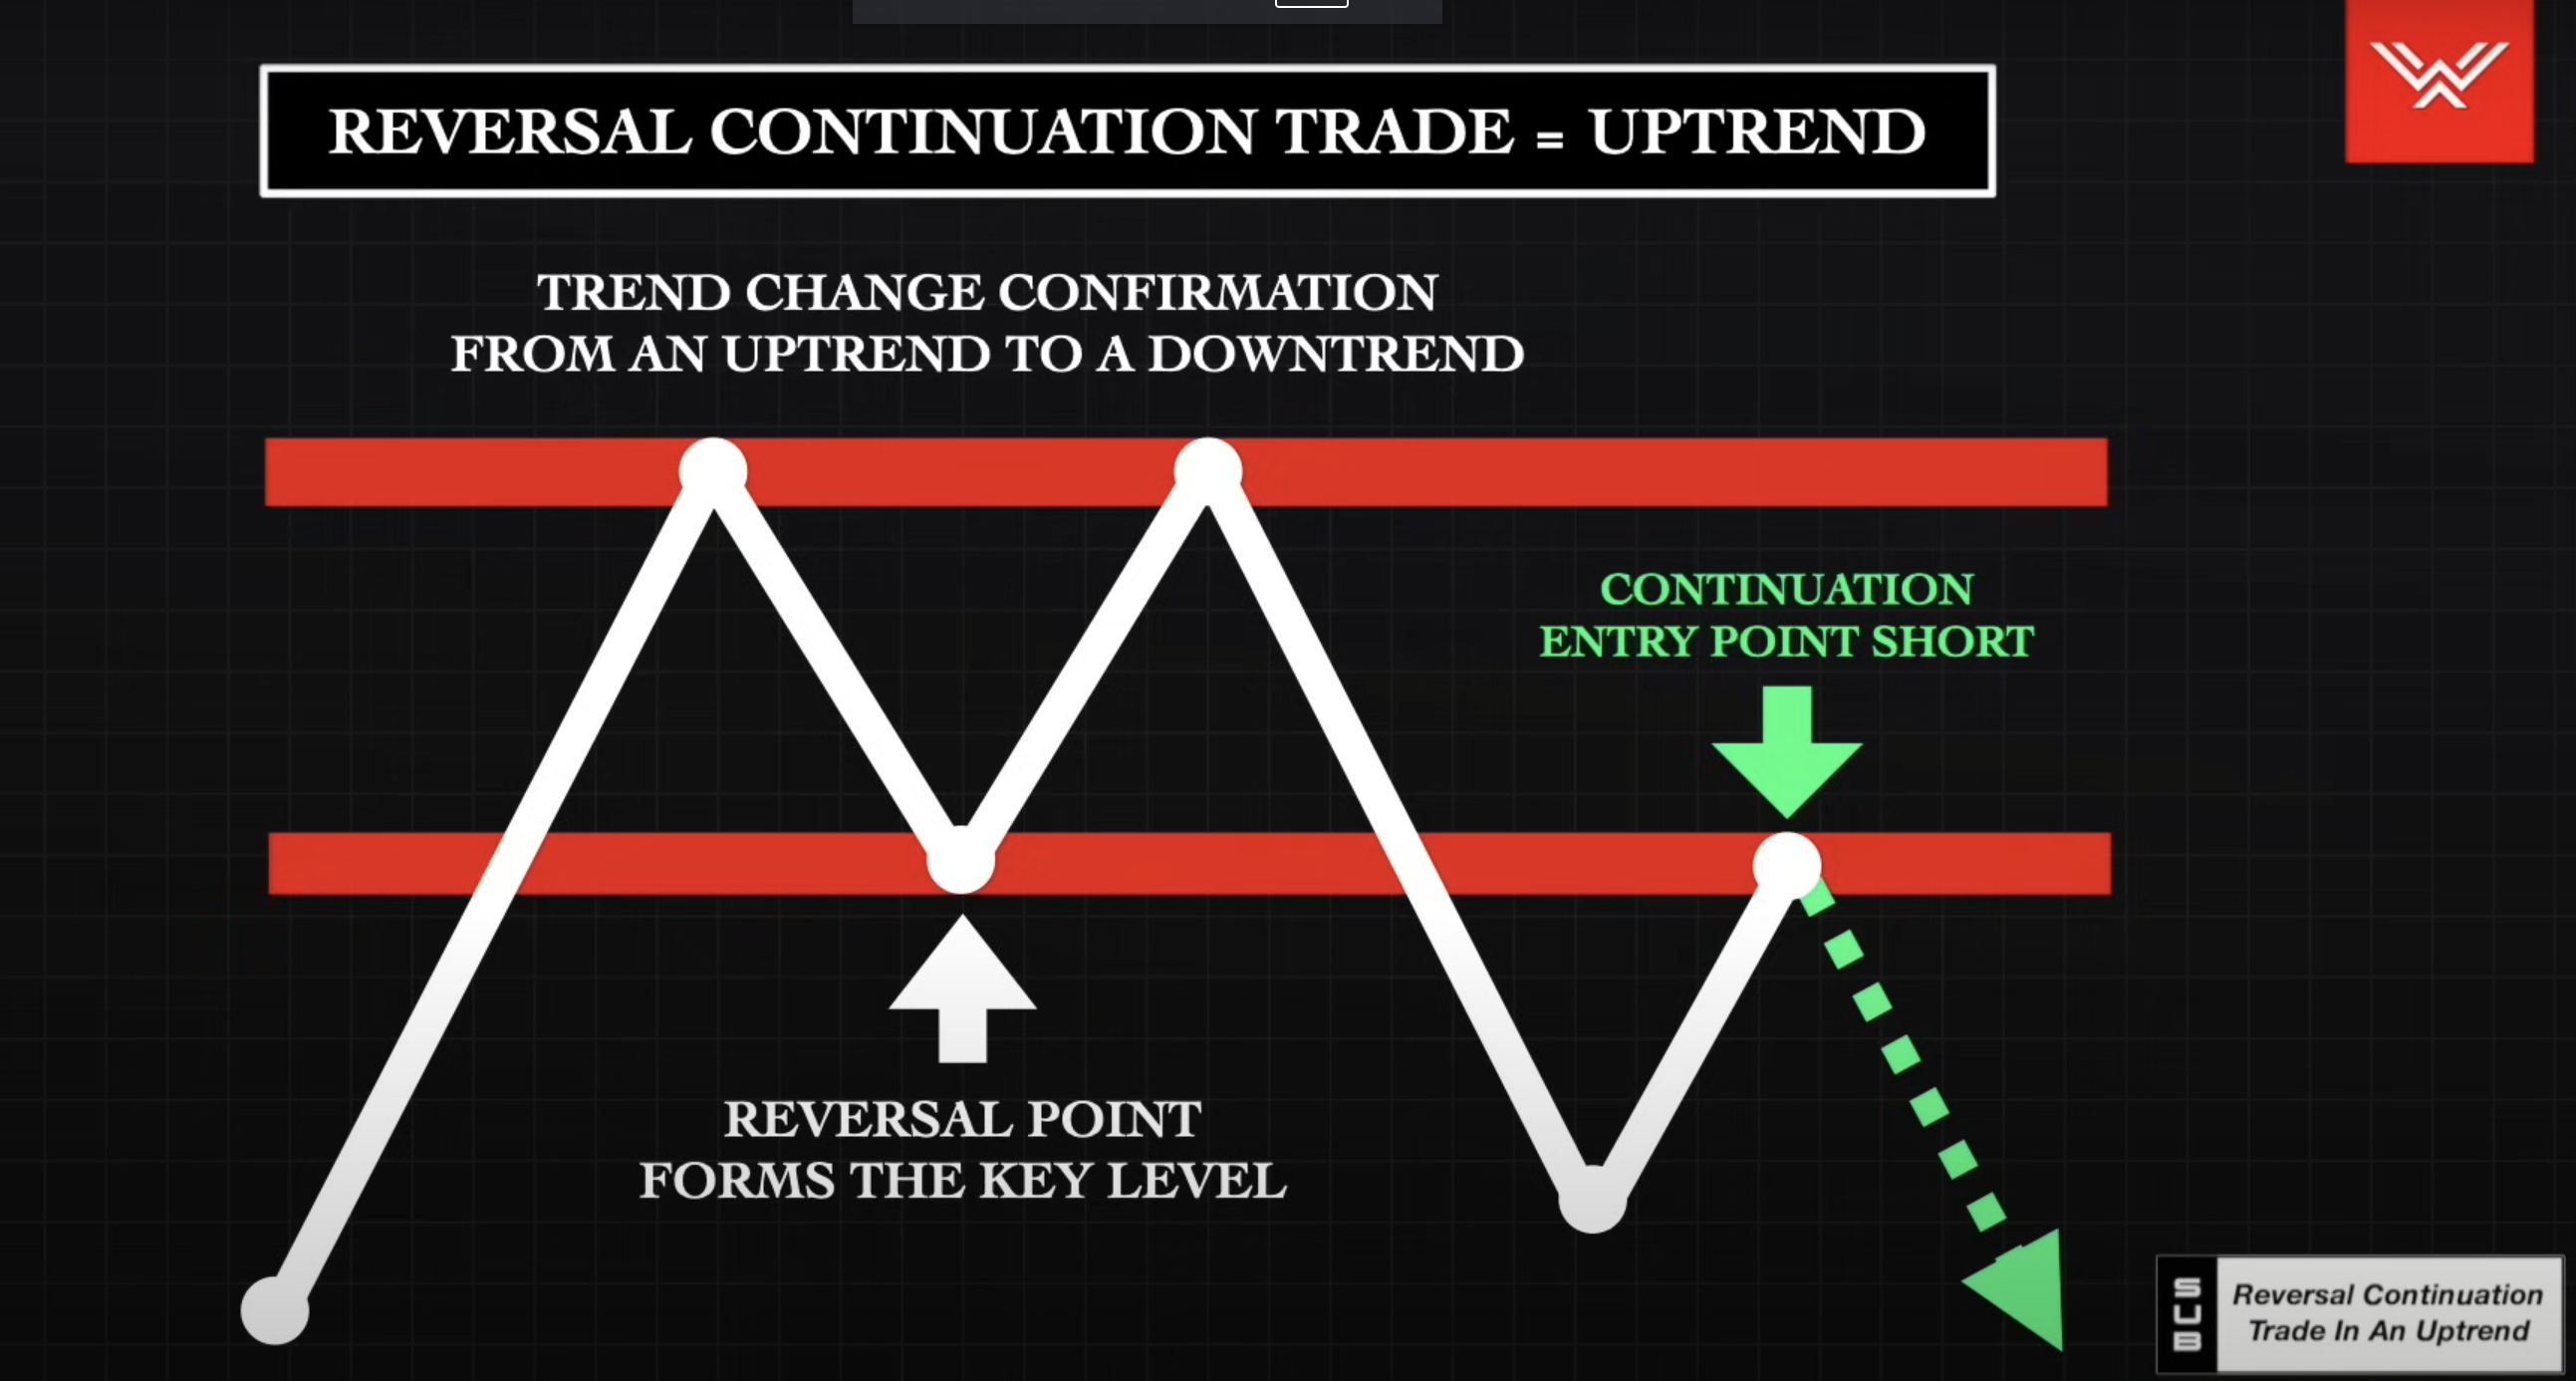 REVERSAL CONTINUATION TRADE = UPTREND
TREND CHANGE CONFIRMATION
FROM AN UPTREND TO A DOWNTREND
CONTINUATION
ENTRY POINT SHORT
REVERSAL POINT
FORMS THE KEY LEVEL
SUB
Reversal Continuation
Trade In An Uptrend